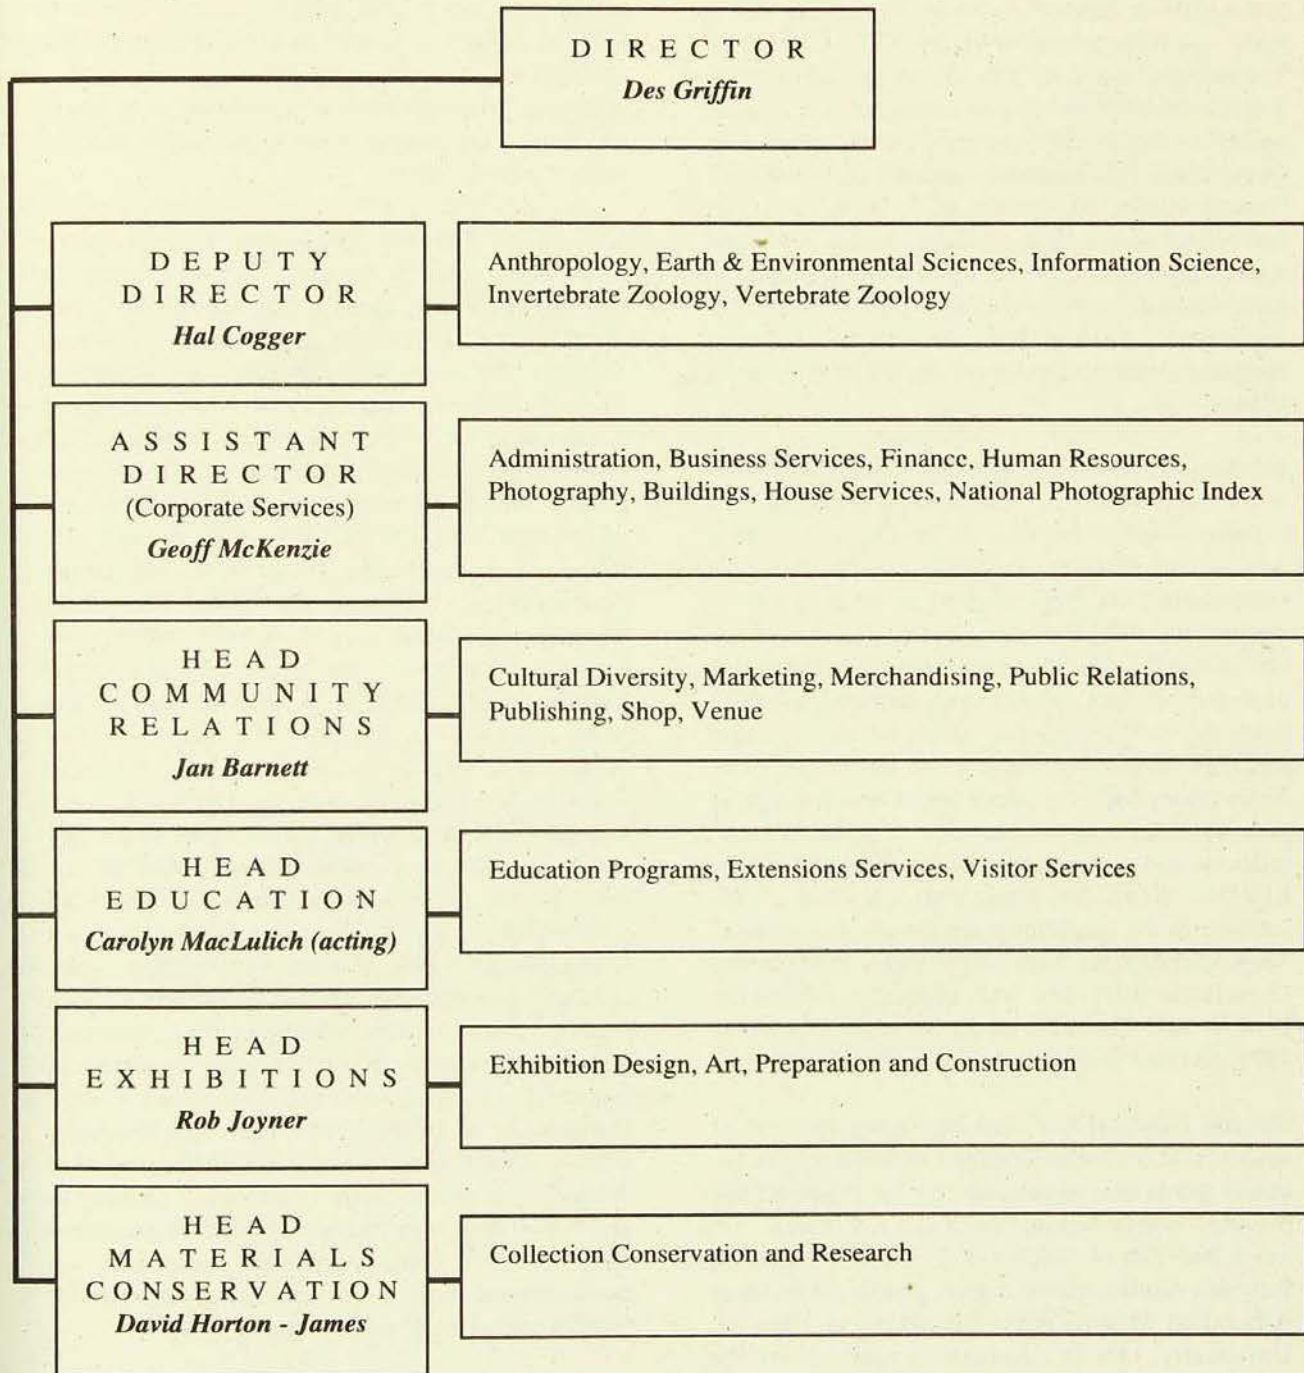 DIRECTOR
Des Griffin
DEPUTY
DIRECTOR
Hal Cogger
Anthropology, Earth & Environmental Sciences, Information Science,
Invertebrate Zoology, Vertebrate Zoology
ASSISTANT
DIRECTOR
(Corporate Services)
Geoff McKenzie
Administration, Business Services, Finance, Human Resources,
Photography, Buildings, House Services, National Photographic Index
HEAD
COMMUNITY
RELATIONS
Jan Barnett
Cultural Diversity, Marketing, Merchandising, Public Relations,
Publishing, Shop, Venue
HEAD
EDUCATION
Carolyn MacLulich (acting)
Education Programs, Extensions Services, Visitor Services
HEAD
EXHIBITIONS
Rob Joyner
Exhibition Design, Art, Preparation and Construction
HEAD
MATERIALS
CONSERVATION
David Horton - James
Collection Conservation and Research